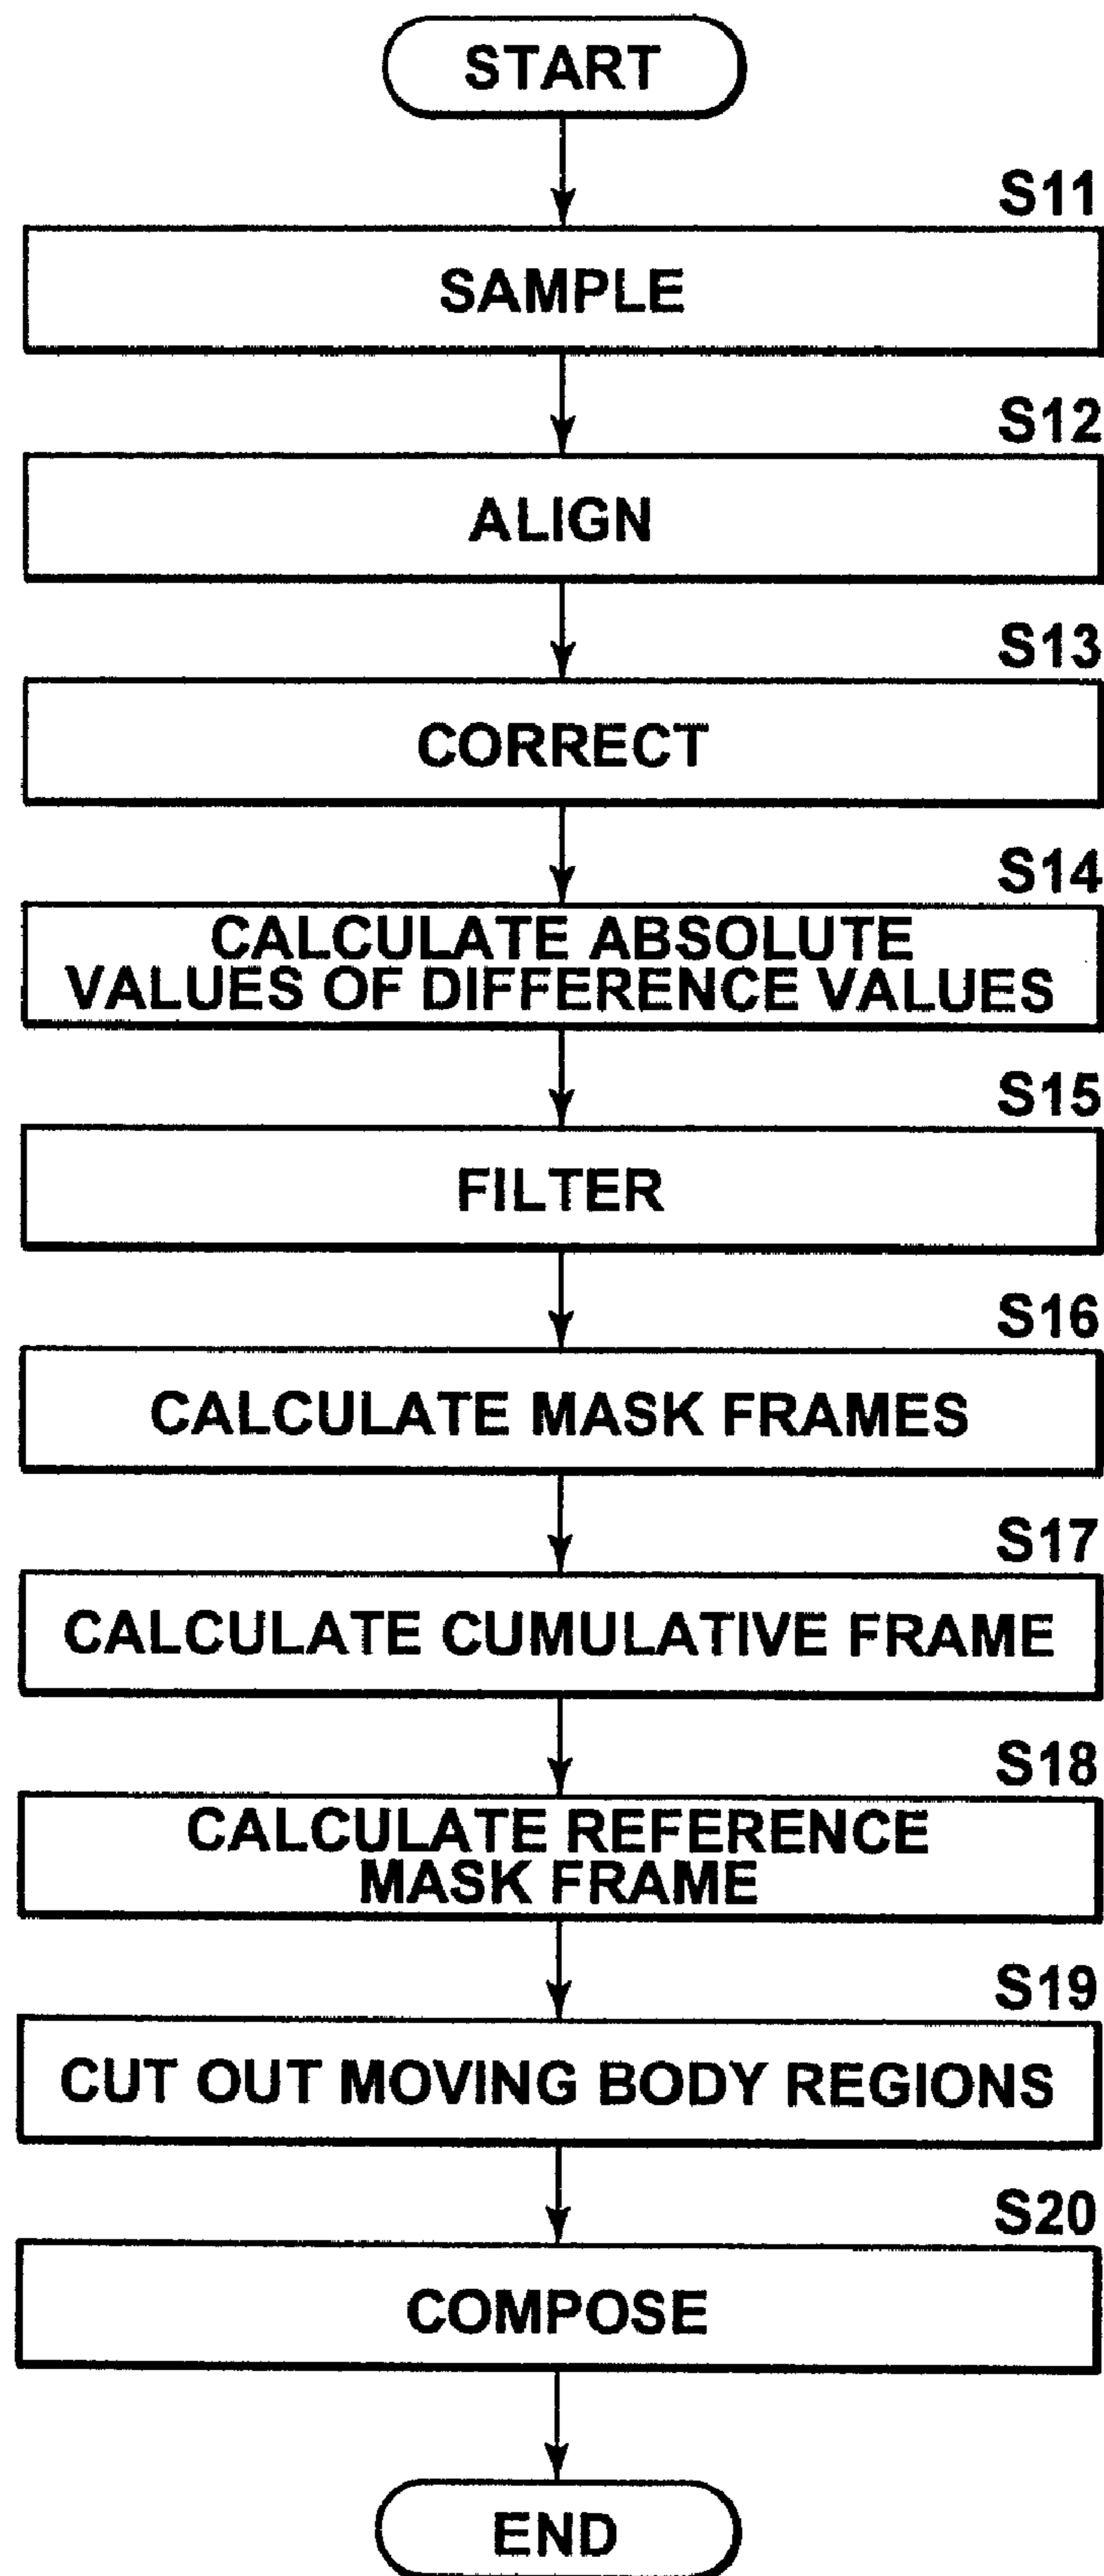 START
S11
SAMPLE
S12
ALIGN
S13
CORRECT
S14
CALCULATE ABSOLUTE
VALUES OF DIFFERENCE VALUES
S15
FILTER
S16
CALCULATE MASK FRAMES
S17
CALCULATE CUMULATIVE FRAME
S18
CALCULATE REFERENCE
MASK FRAME
S19
CUT OUT MOVING BODY REGIONS
S20
COMPOSE
END